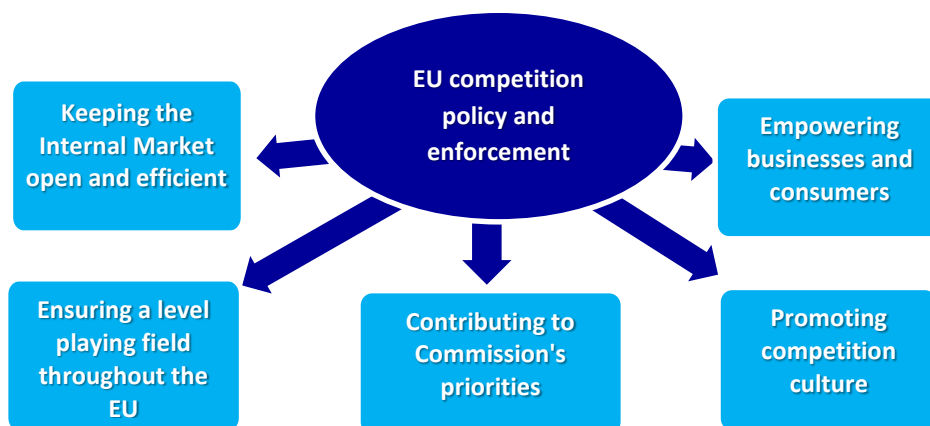 EU competition
policy and
enforcement
Keeping the
Internal Market
open and efficient
Empowering
businesses and
consumers
Ensuring a level
playing field
throughout the
EU
Contributing to
Commission's
priorities
Promoting
competition
culture